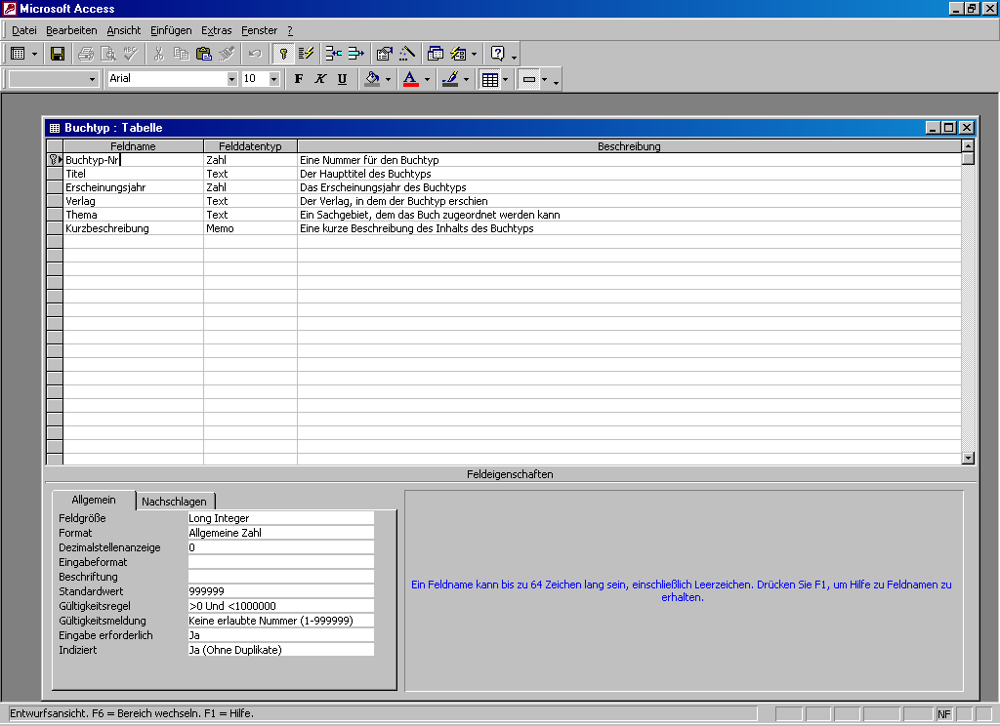 Microsoft Access
Datei Bearbeiten Ansicht Einfügen Extras Fenster ?
Arial 10 F K U
Buchtyp : Tabelle
Feldname Felddatentyp Beschreibung
Buchtyp-Nr Zahl Eine Nummer für den Buchtyp
Titel Text Der Haupttitel des Buchtyps
Erscheinungsjahr Zahl Das Erscheinungsjahr des Buchtyps
Verlag Text Der Verlag, in dem der Buchtyp erschien
Thema Text Ein Sachgebiet, dem das Buch zugeordnet werden kann
Kurzbeschreibung Memo Eine kurze Beschreibung des Inhalts des Buchtyps
Feldeigenschaften
Allgemein Nachschlagen
Feldgröße Long Integer
Format Allgemeine Zahl
Dezimalstellenanzeige 0
Eingabeformat
Beschriftung
Standardwert 999999
Gültigkeitsregel >0 Und <1000000
Gültigkeitsmeldung Keine erlaubte Nummer (1-999999)
Eingabe erforderlich Ja
Indiziert Ja (Ohne Duplikate)
Ein Feldname kann bis zu 64 Zeichen lang sein, einschließlich Leerzeichen. Drücken Sie F1, um Hilfe zu Feldnamen zu
erhalten.
Entwurfsansicht. F6 = Bereich wechseln. F1 = Hilfe. NF